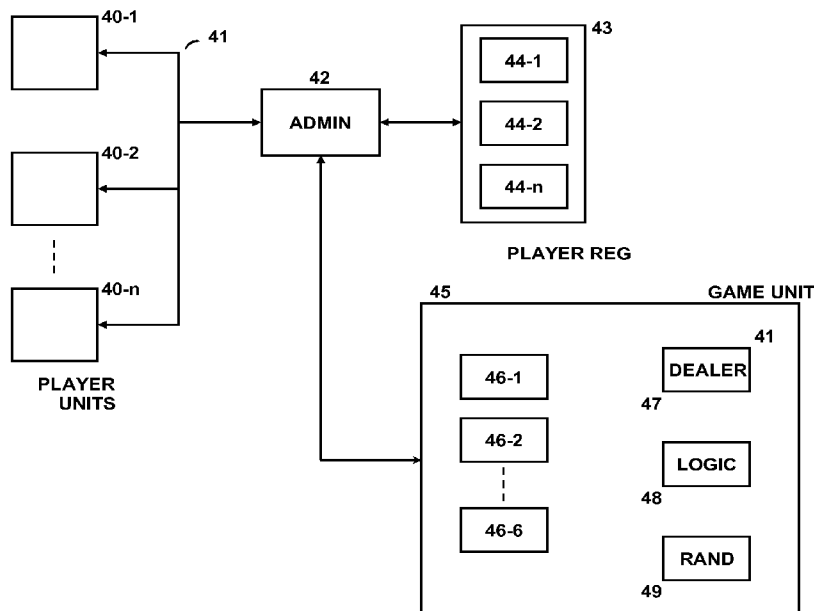 40-1
41
43
42
44-1
ADMIN
44-2
40-2
44-n
PLAYER REG
40-n
45
GAME UNIT
41
46-1
DEALER
PLAYER
UNITS
47
46-2
LOGIC
48
46-6
RAND
49